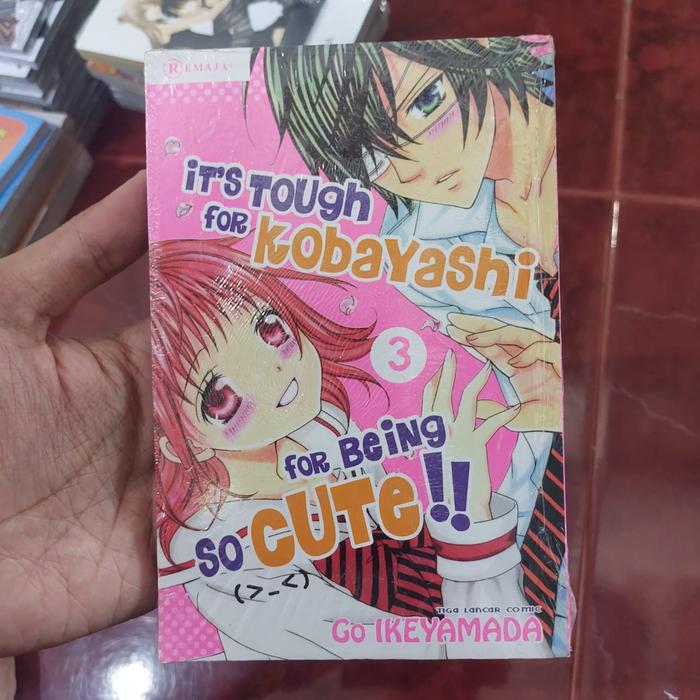 REMAJA
iT'S TOUgh
FOR KobaYaShi
3
FOR BeiNg
SO CUTe!!
(>_<)
TIGA LANCAR COMIC
GO IKEYAMADA